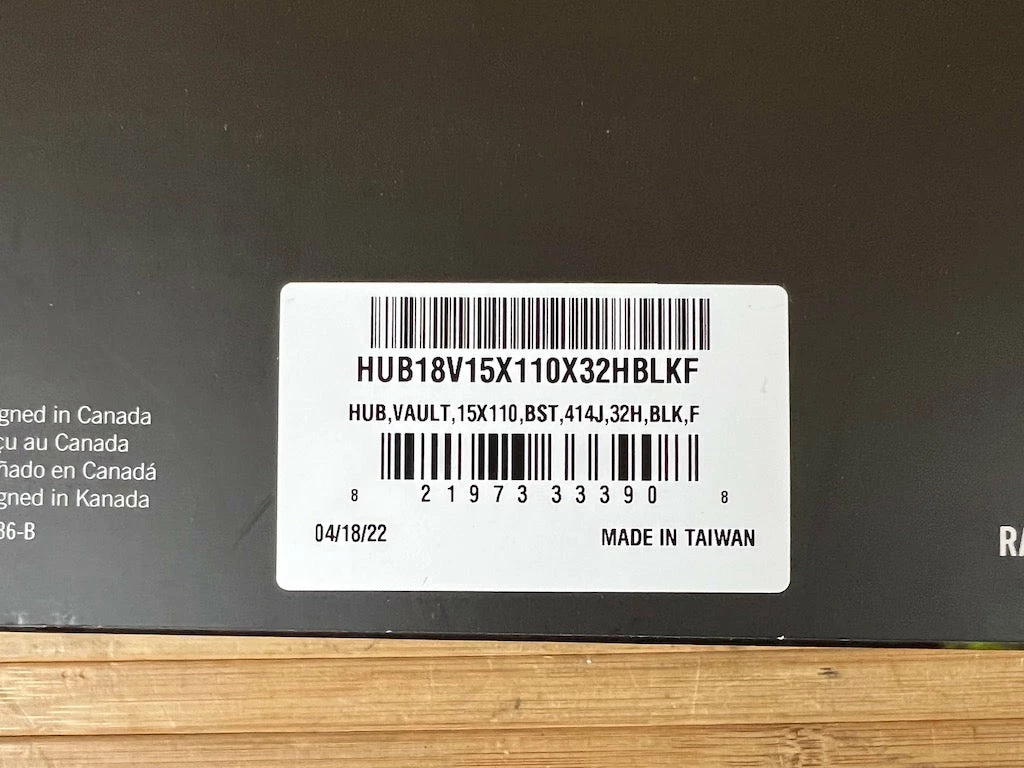 HUB18V15X110X32HBLKF
HUB,VAULT,15X110,BST,414J,32H,BLK,F
8 21973 33390 8
04/18/22 MADE IN TAIWAN
gned in Canada
çu au Canada
ñado en Canadá
gned in Kanada
36-B
RA